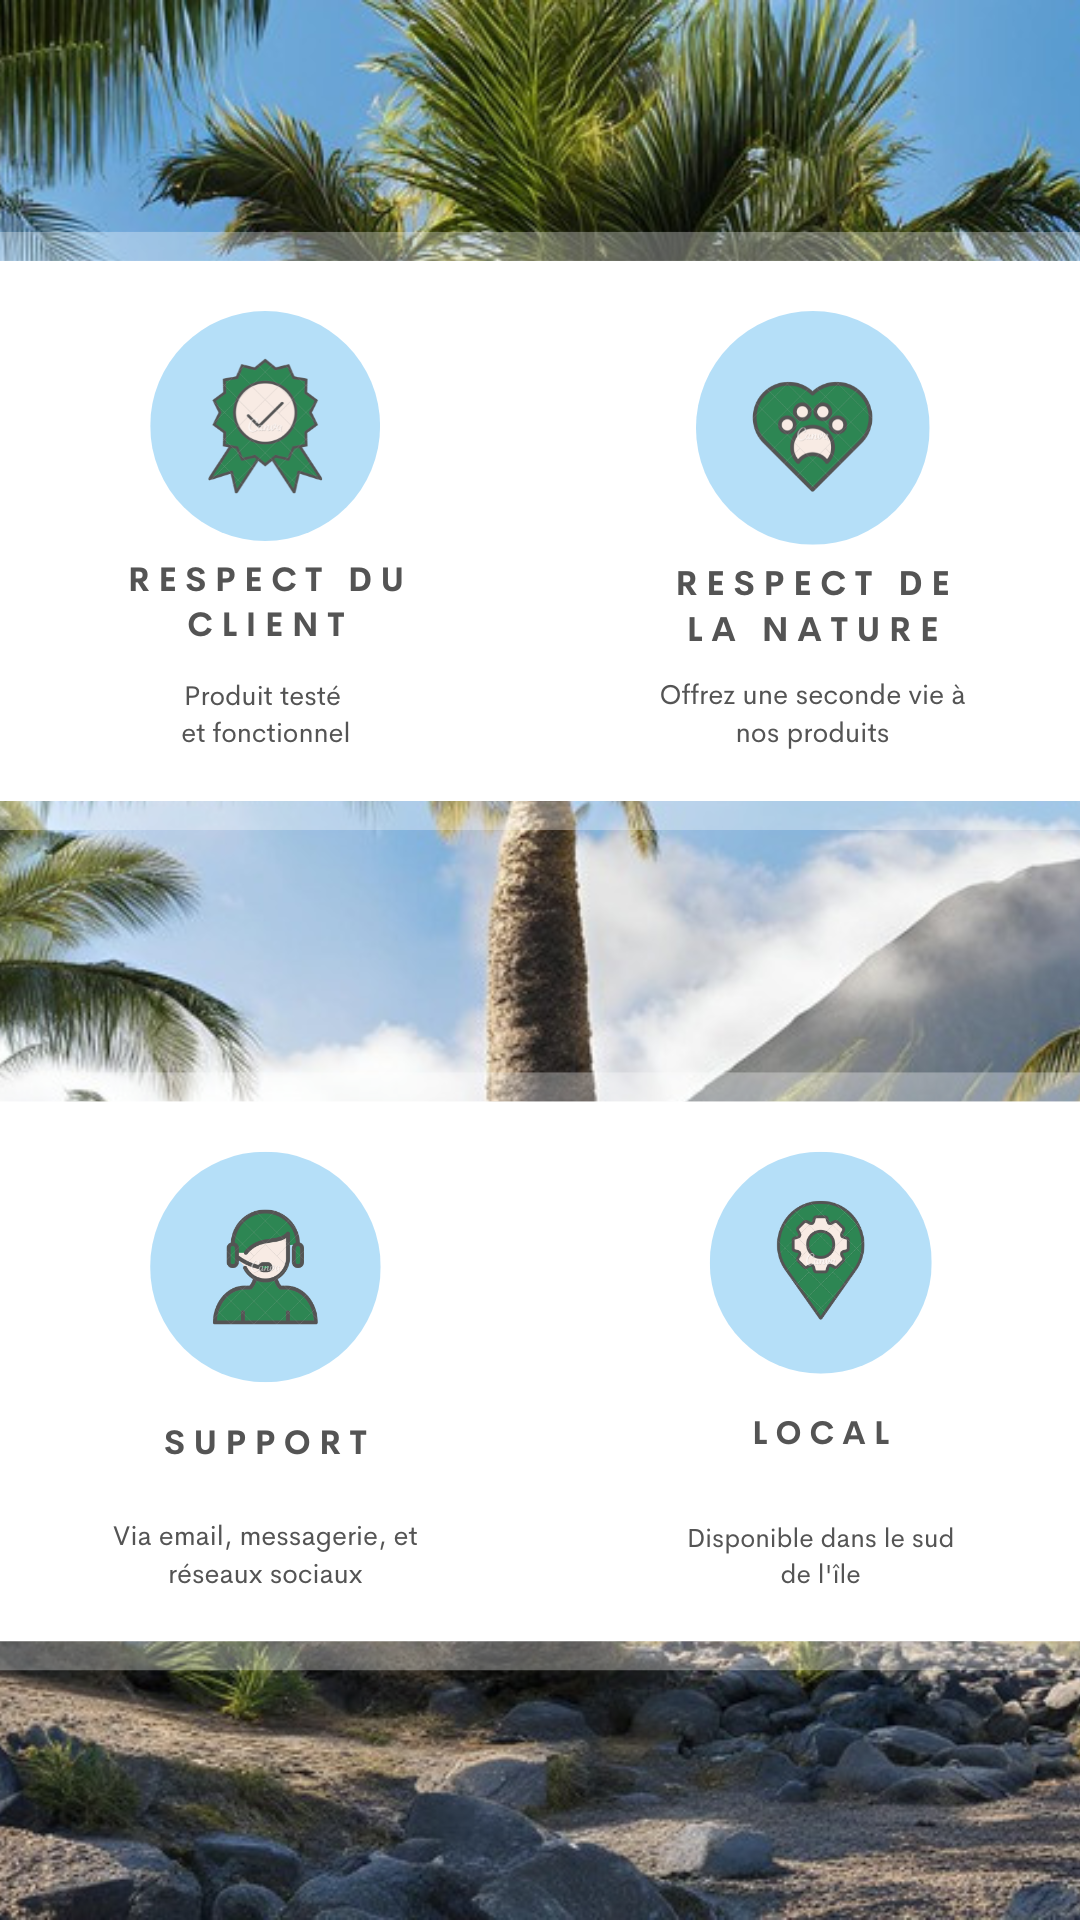 RESPECT DU
CLIENT
Produit testé
et fonctionnel
RESPECT DE
LA NATURE
Offrez une seconde vie à
nos produits
SUPPORT
Via email, messagerie, et
réseaux sociaux
LOCAL
Disponible dans le sud
de l'île